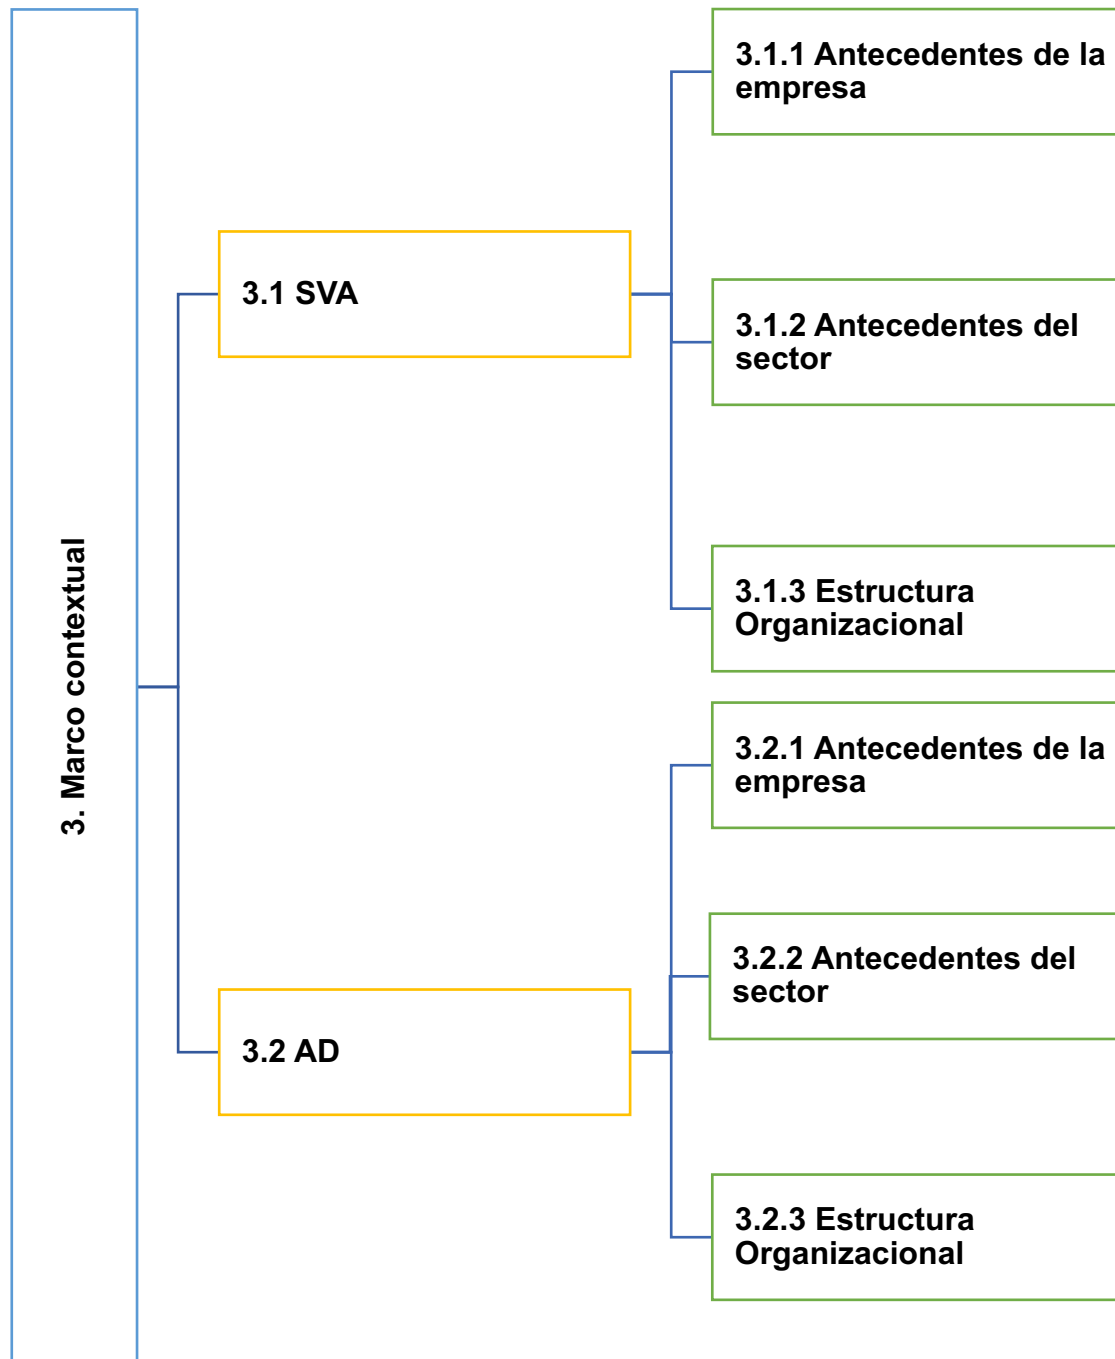 3. Marco contextual
3.1 SVA
3.1.1 Antecedentes de la
empresa
3.1.2 Antecedentes del
sector
3.1.3 Estructura
Organizacional
3.2 AD
3.2.1 Antecedentes de la
empresa
3.2.2 Antecedentes del
sector
3.2.3 Estructura
Organizacional